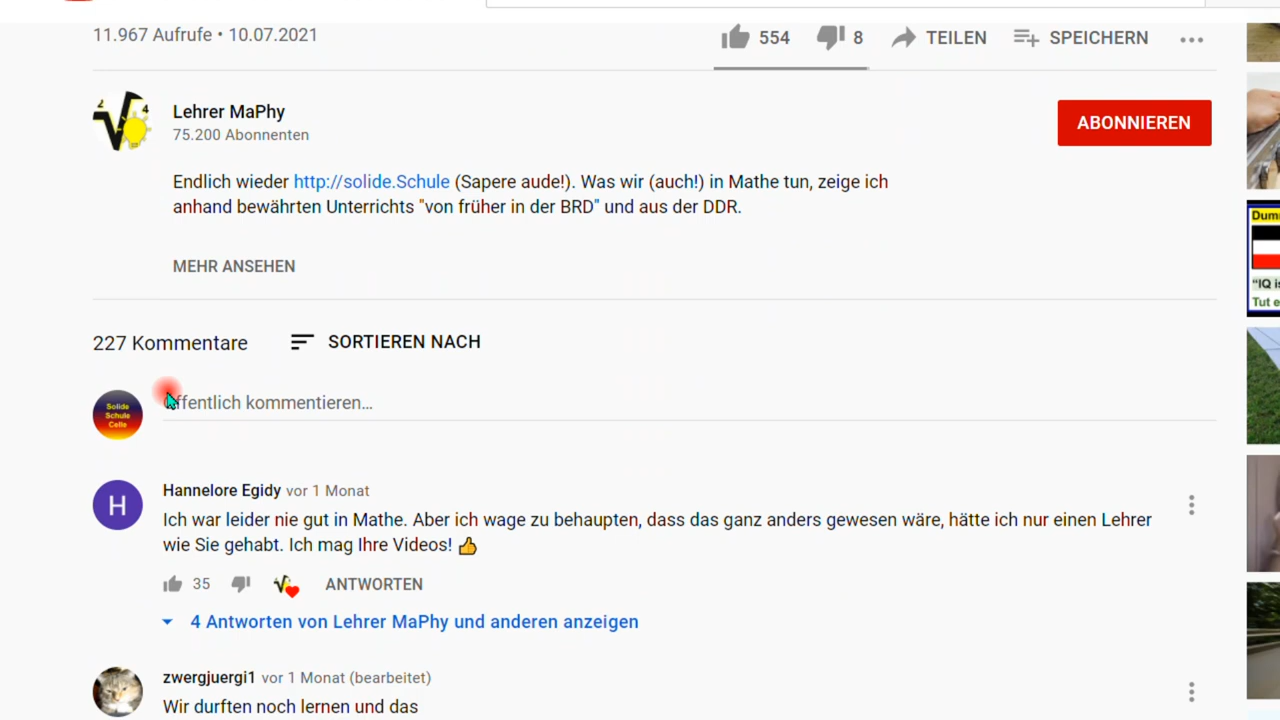 11.967 Aufrufe • 10.07.2021
554
8
TEILEN
SPEICHERN
2 4
Lehrer MaPhy
75.200 Abonnenten
ABONNIEREN
Endlich wieder http://solide.Schule (Sapere aude!). Was wir (auch!) in Mathe tun, zeige ich
anhand bewährten Unterrichts "von früher in der BRD" und aus der DDR.
MEHR ANSEHEN
227 Kommentare
SORTIEREN NACH
Solide
Schule
Celle
ffentlich kommentieren...
H
Hannelore Egidy vor 1 Monat
Ich war leider nie gut in Mathe. Aber ich wage zu behaupten, dass das ganz anders gewesen wäre, hätte ich nur einen Lehrer
wie Sie gehabt. Ich mag Ihre Videos! 👍
35
ANTWORTEN
4 Antworten von Lehrer MaPhy und anderen anzeigen
zwergjuergi1 vor 1 Monat (bearbeitet)
Wir durften noch lernen und das
"IQ
Tut